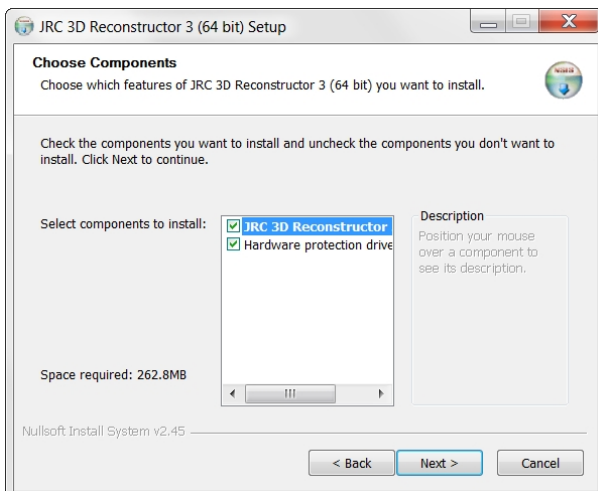 JRC 3D Reconstructor 3 (64 bit) Setup
Choose Components
Choose which features of JRC 3D Reconstructor 3 (64 bit) you want to install.
Check the components you want to install and uncheck the components you don't want to
install. Click Next to continue.
Select components to install:
JRC 3D Reconstructor
Hardware protection drive
Description
Position your mouse
over a component to
see its description.
Space required: 262.8MB
Nullsoft Install System v2.45
< Back
Next >
Cancel